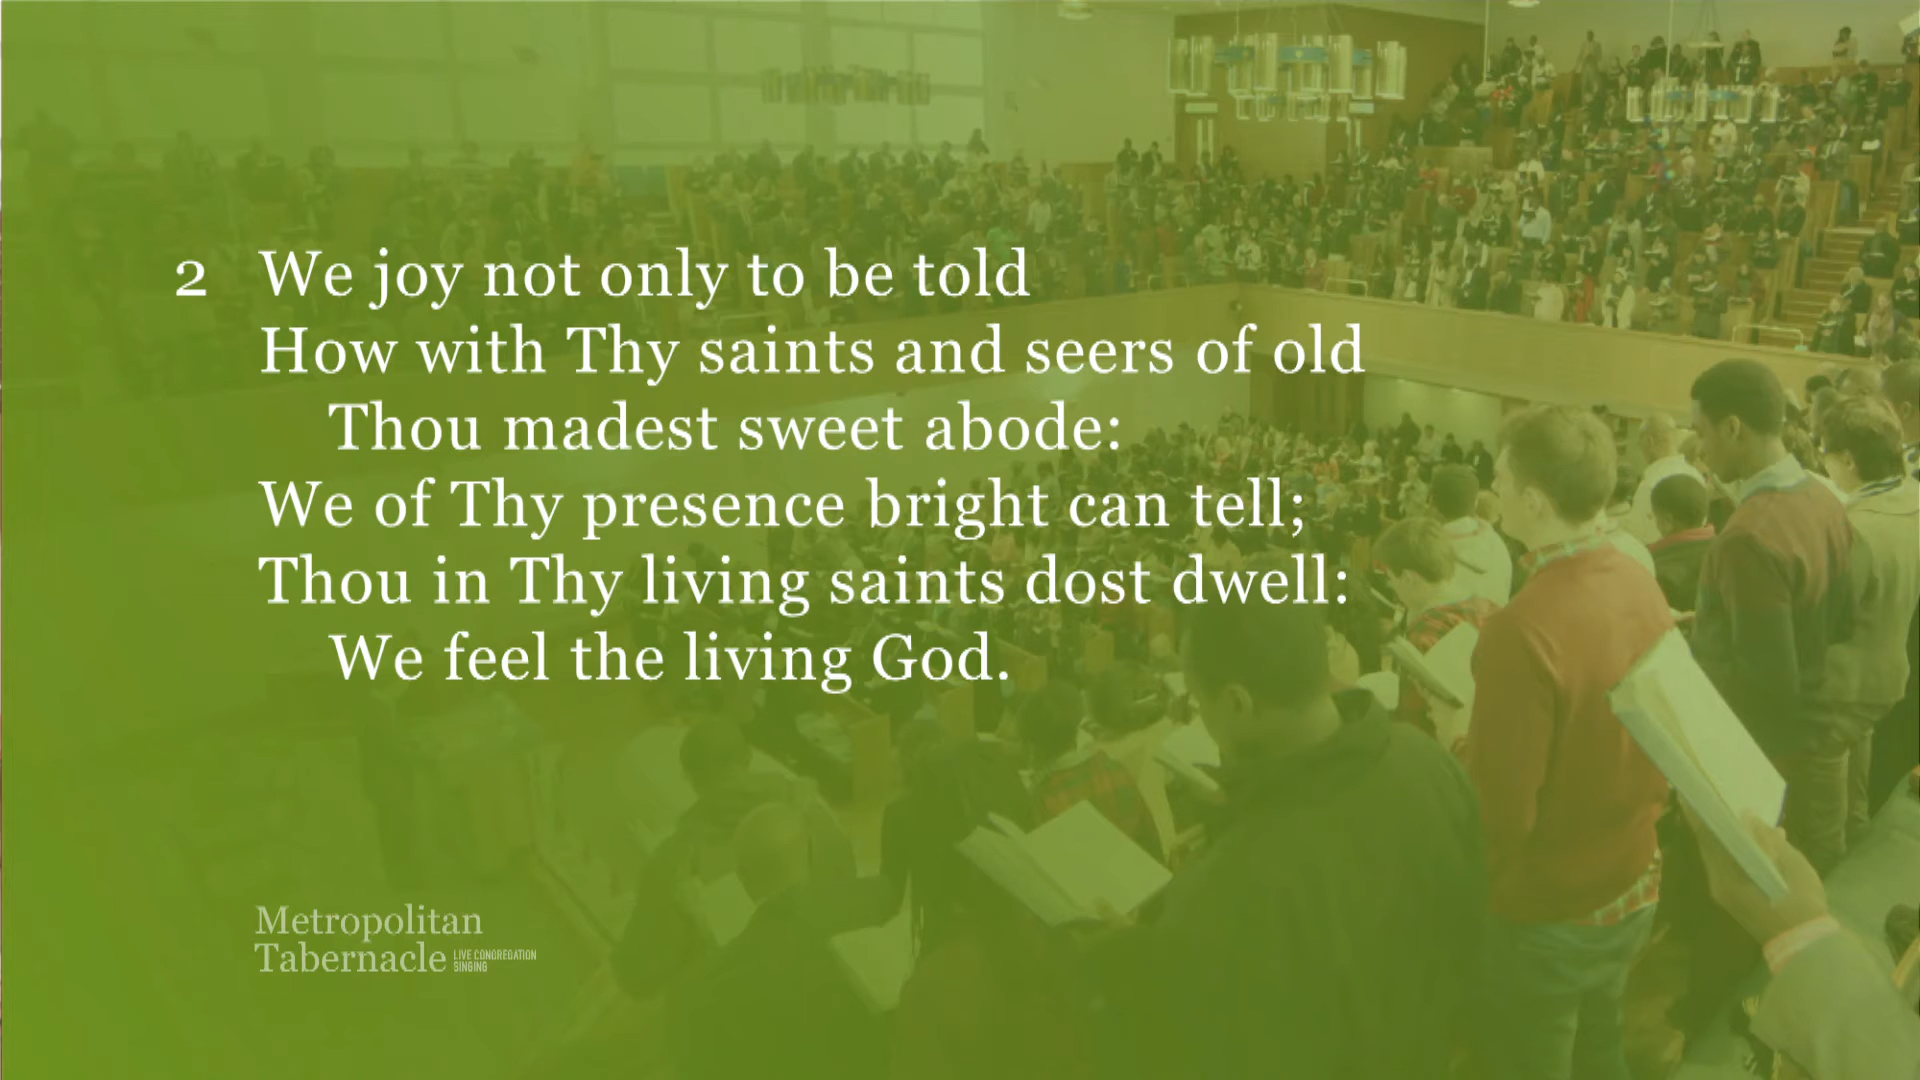 2 We joy not only to be told
How with Thy saints and seers of old
Thou madest sweet abode:
We of Thy presence bright can tell;
Thou in Thy living saints dost dwell:
We feel the living God.
Metropolitan
Tabernacle LIVE CONGREGATION
SINGING